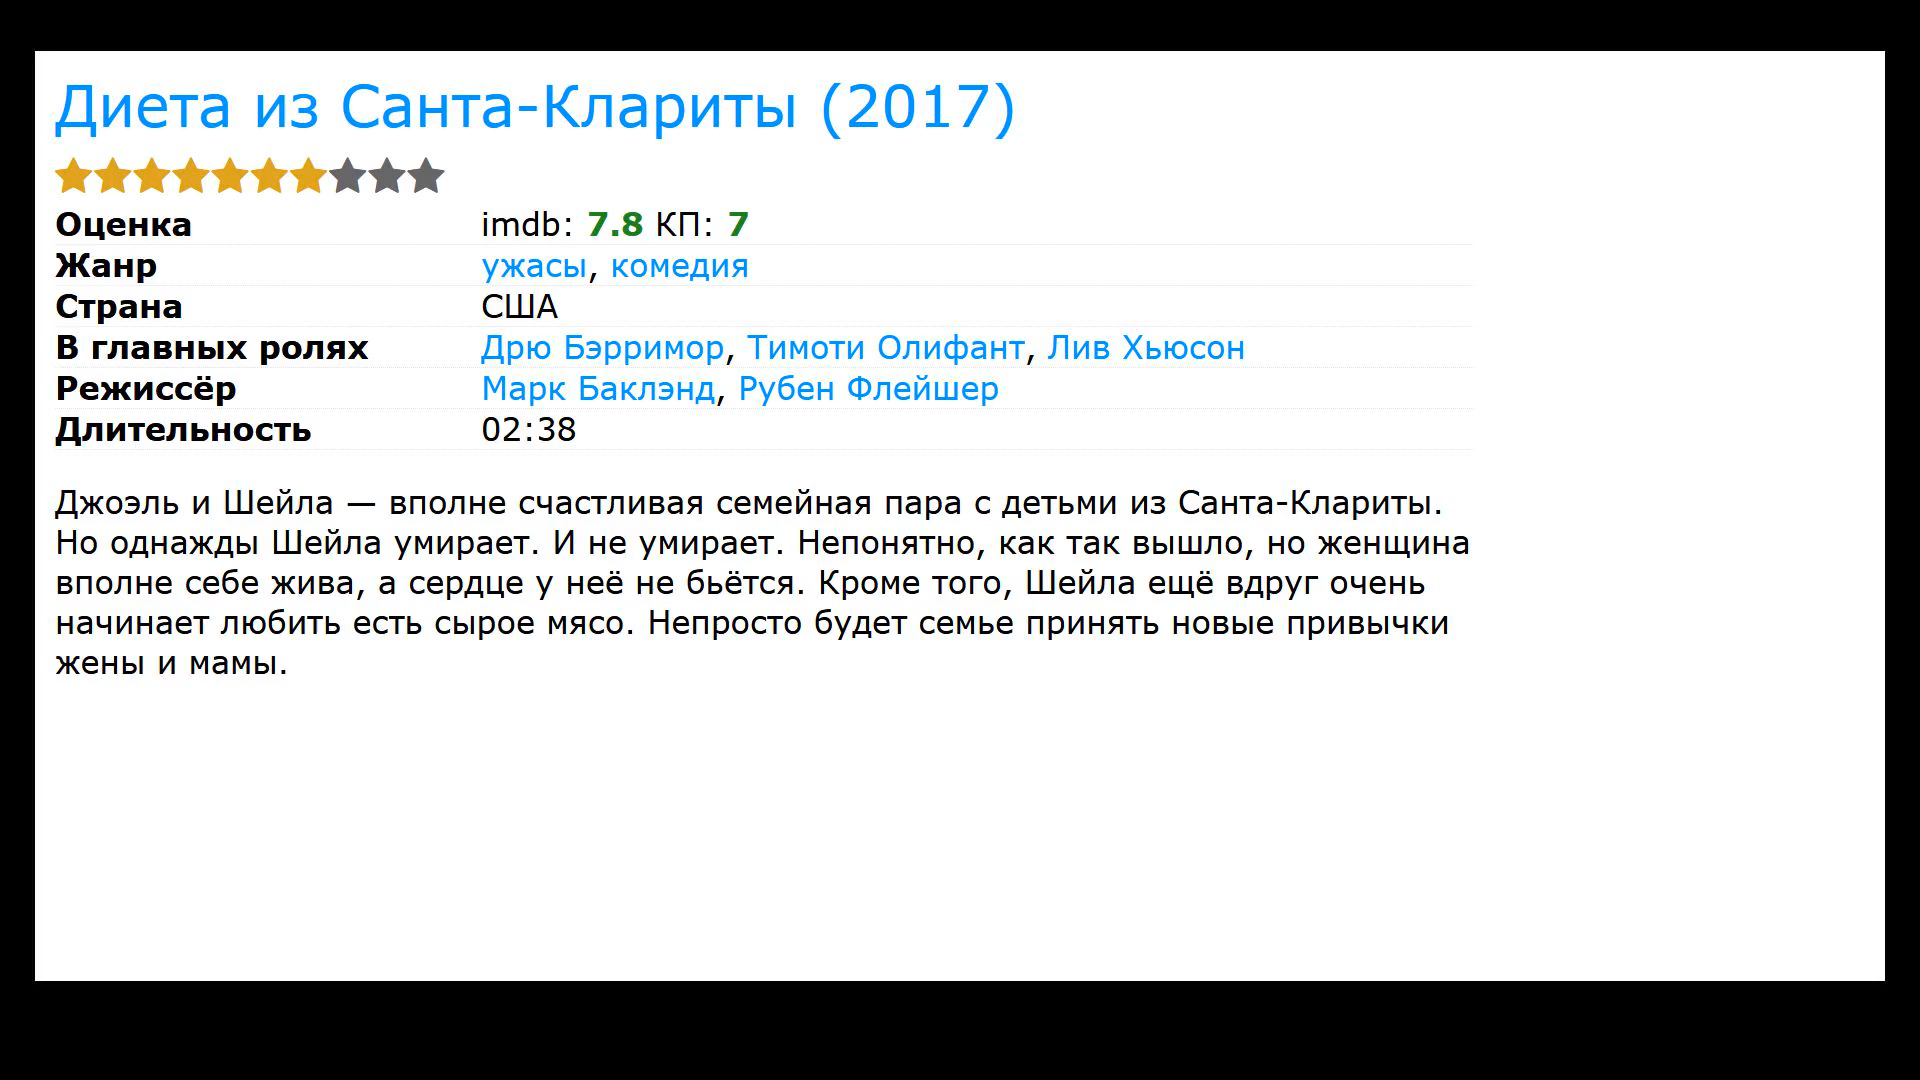 Диета из Санта-Клариты (2017)
Оценка imdb: 7.8 КП: 7
Жанр ужасы, комедия
Страна США
В главных ролях Дрю Бэрримор, Тимоти Олифант, Лив Хьюсон
Режиссёр Марк Баклэнд, Рубен Флейшер
Длительность 02:38
Джоэль и Шейла — вполне счастливая семейная пара с детьми из Санта-Клариты.
Но однажды Шейла умирает. И не умирает. Непонятно, как так вышло, но женщина
вполне себе жива, а сердце у неё не бьётся. Кроме того, Шейла ещё вдруг очень
начинает любить есть сырое мясо. Непросто будет семье принять новые привычки
жены и мамы.